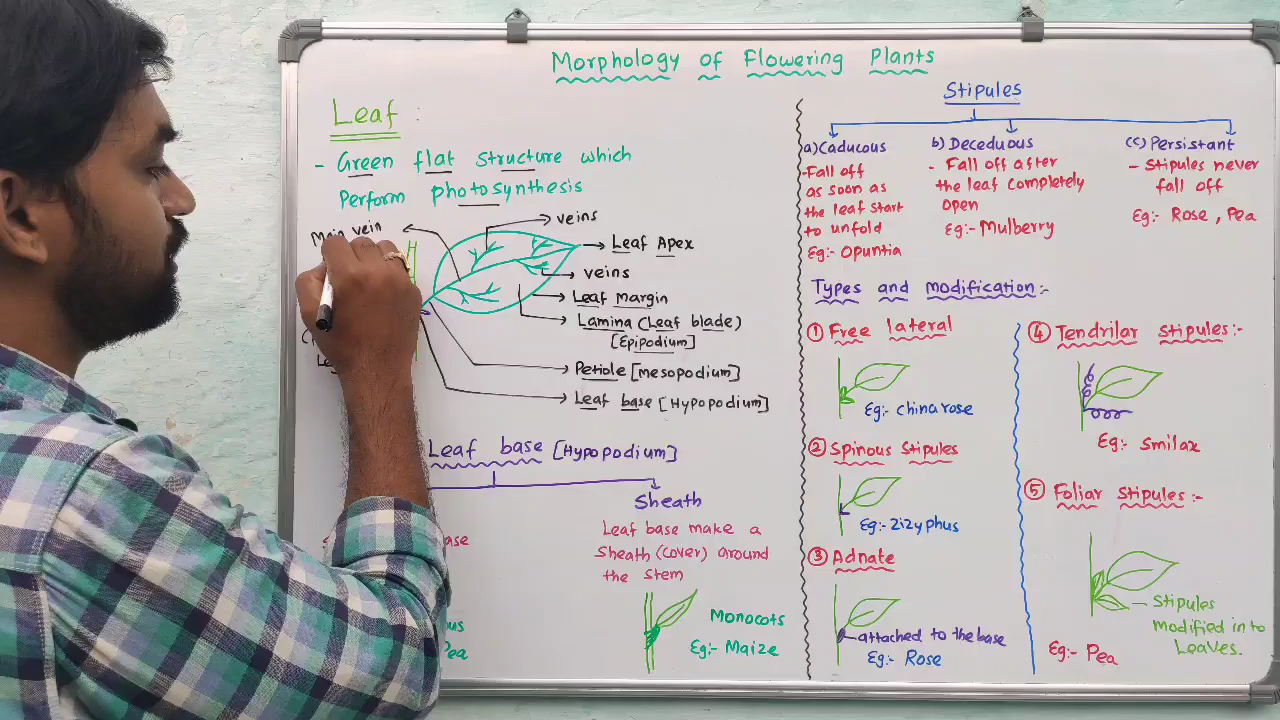 Morphology of Flowering Plants
Leaf :
- Green flat structure which
Perform photosynthesis
Main vein
veins
Leaf Apex
veins
Leaf margin
Lamina (Leaf blade)
[Epipodium]
Petiole [mesopodium]
Leaf base [Hypopodium]
Leaf base [Hypopodium]
Sheath
Leaf base make a
Sheath (cover) around
the stem
Monocots
Eg:- Maize
Pea
Stipules
a) Caducous
- Fall off
as soon as
the leaf start
to unfold
Eg:- Opuntia
b) Deceduous
- Fall off after
the leaf completely
open
Eg:- Mulberry
(c) Persistant
- Stipules never
fall off
Eg:- Rose, Pea
Types and modification:-
① Free lateral
Eg:- chinarose
② Spinous Stipules
Eg:- Zizyphus
③ Adnate
attached to the base
Eg:- Rose
④ Tendrilar stipules:-
Eg:- Smilax
⑤ Foliar stipules:-
- Stipules
Modified in to
Leaves.
Eg:- Pea